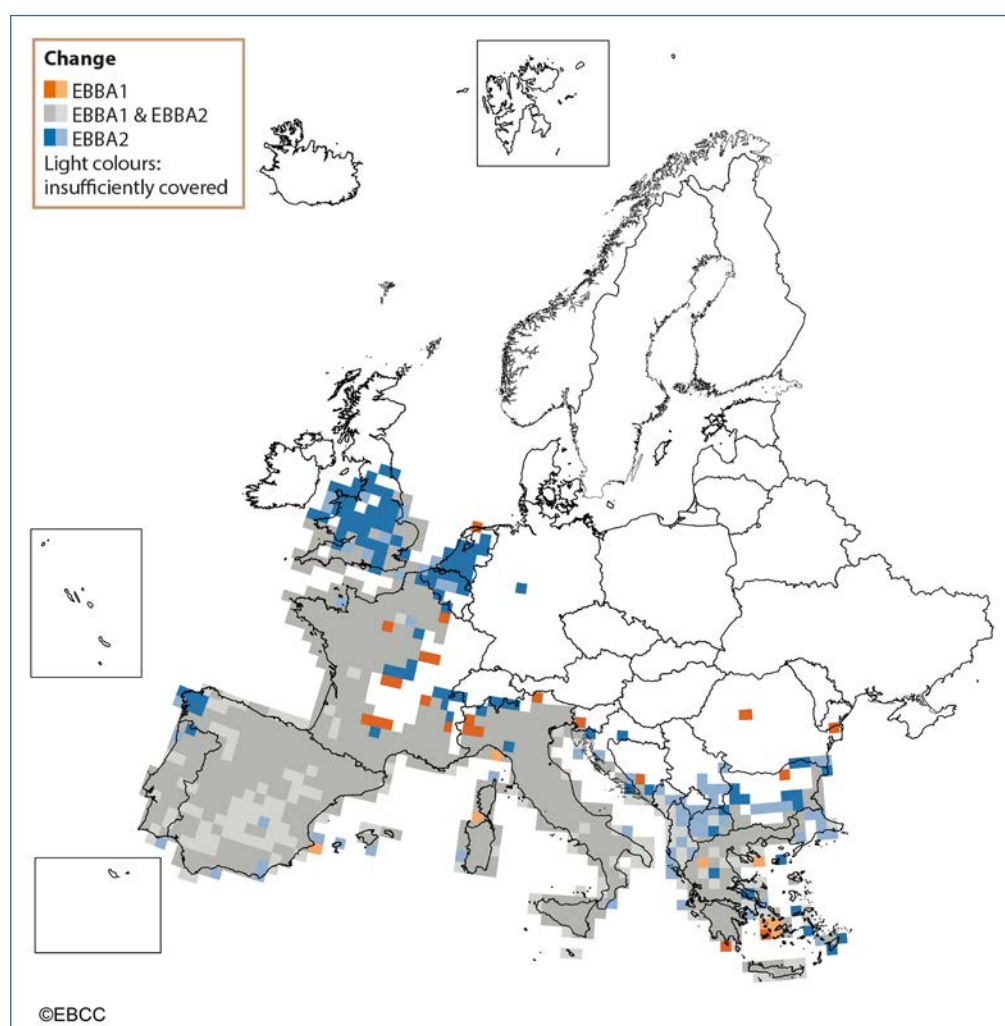 Change
EBBA1
EBBA1 & EBBA2
EBBA2
Light colours:
insufficiently covered
©EBCC